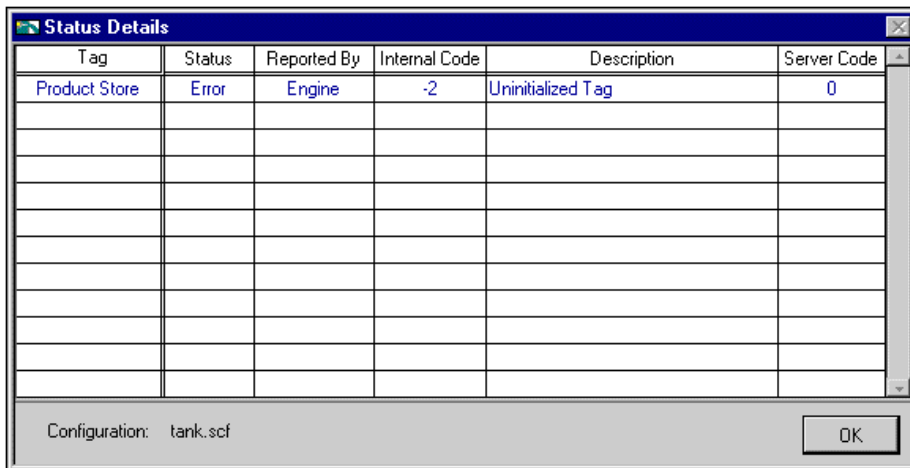 Status Details
Tag Status Reported By Internal Code Description Server Code
Product Store Error Engine -2 Uninitialized Tag 0
Configuration: tank.scf
OK